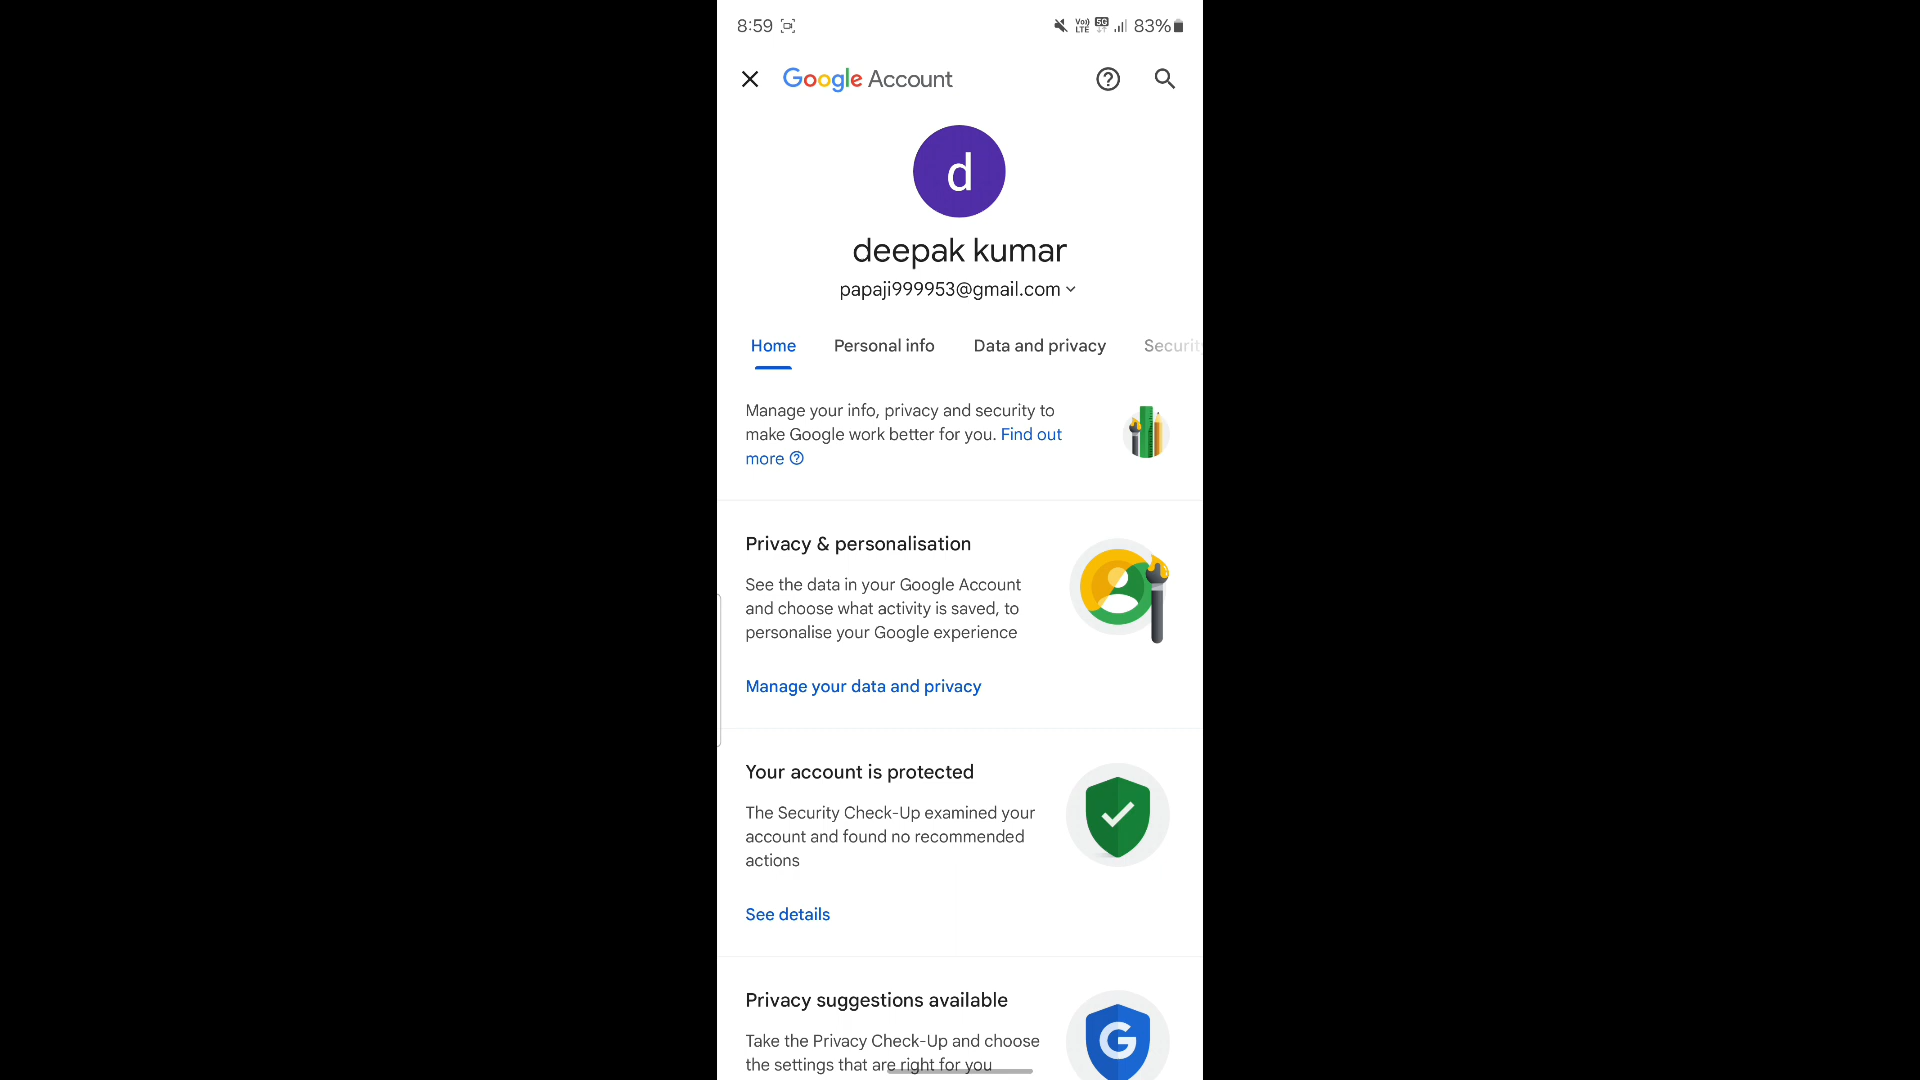 8:59
Vo)) LTE 5G 83%
Google Account
d
deepak kumar
papaji999953@gmail.com
Home Personal info Data and privacy Securit
Manage your info, privacy and security to
make Google work better for you. Find out
more
Privacy & personalisation
See the data in your Google Account
and choose what activity is saved, to
personalise your Google experience
Manage your data and privacy
Your account is protected
The Security Check-Up examined your
account and found no recommended
actions
See details
Privacy suggestions available
Take the Privacy Check-Up and choose
the settings that are right for you
G